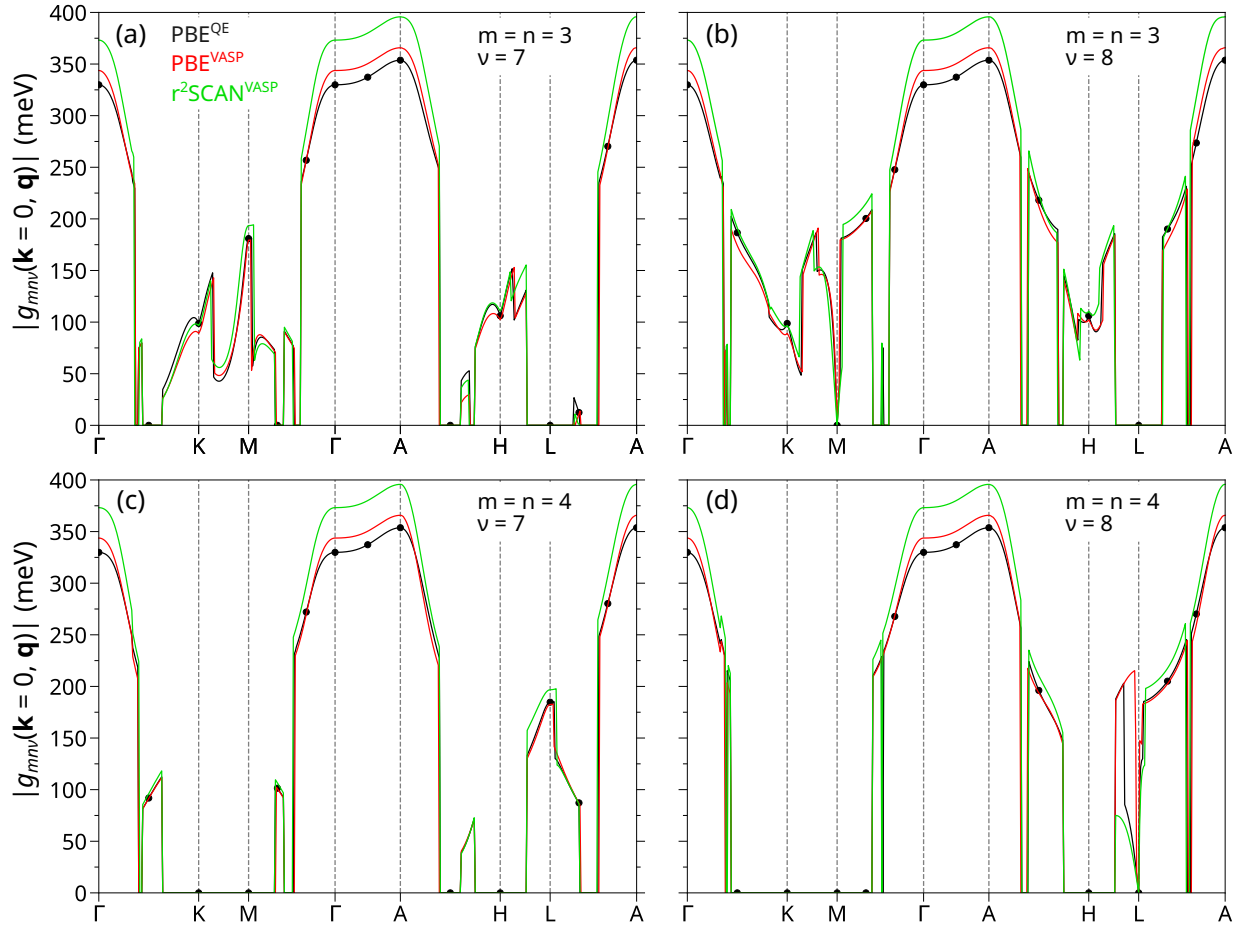 (a)
PBE^QE
PBE^VASP
r²SCAN^VASP
m = n = 3
ν = 7
400
350
300
250
200
150
100
50
0
|g_mnν(k = 0, q)| (meV)
Γ K M Γ A H L A
(b)
m = n = 3
ν = 8
Γ K M Γ A H L A
(c)
m = n = 4
ν = 7
400
350
300
250
200
150
100
50
0
|g_mnν(k = 0, q)| (meV)
Γ K M Γ A H L A
(d)
m = n = 4
ν = 8
Γ K M Γ A H L A